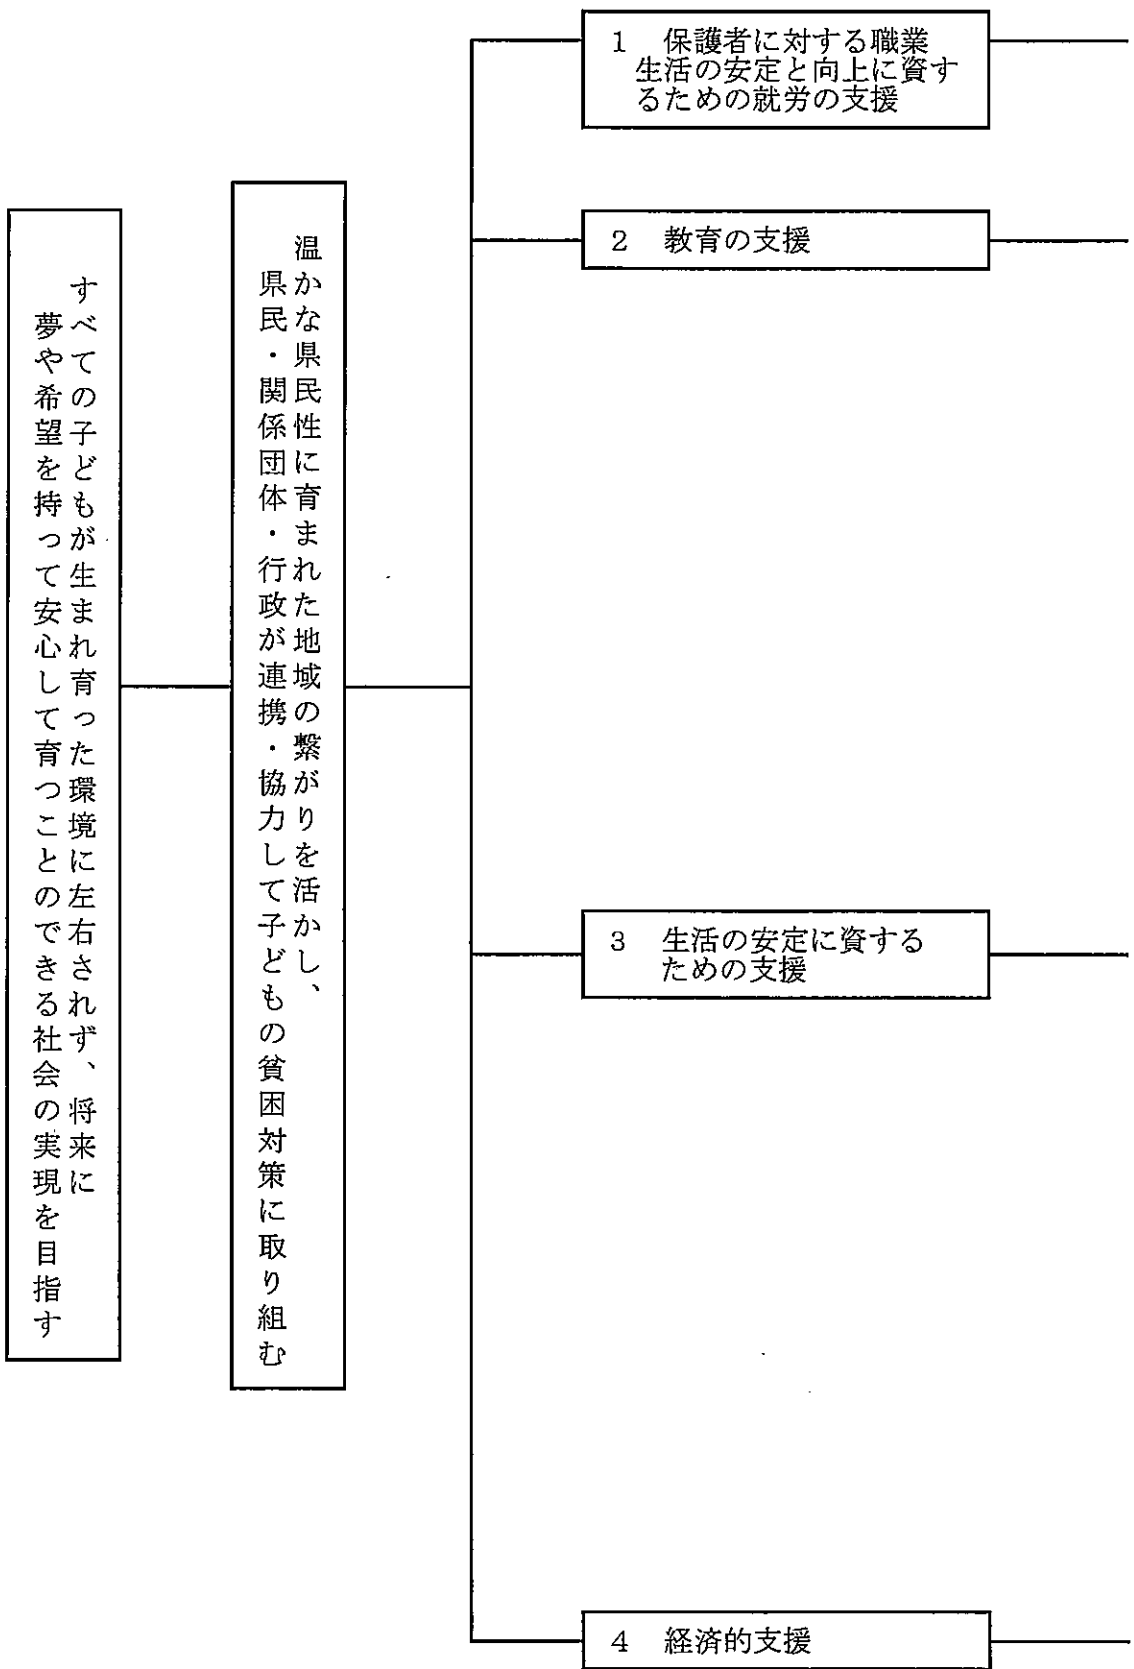 すべての子どもが生まれ育った環境に左右されず、将来に
夢や希望を持って安心して育つことのできる社会の実現を目指す
温かな県民性に育まれた地域の繋がりを活かし、
県民・関係団体・行政が連携・協力して子どもの貧困対策に取り組む
1 保護者に対する職業
生活の安定と向上に資す
るための就労の支援
2 教育の支援
3 生活の安定に資する
ための支援
4 経済的支援